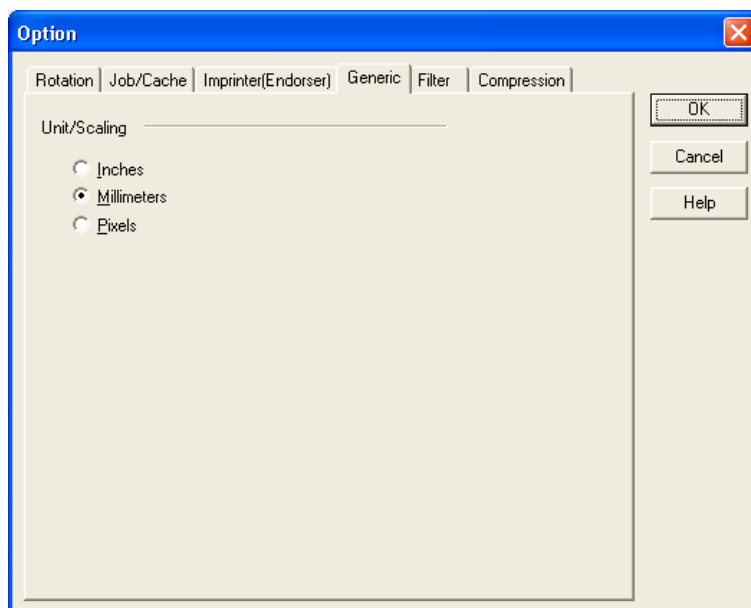 Option
Rotation Job/Cache Imprinter(Endorser) Generic Filter Compression
OK
Unit/Scaling
Cancel
Inches
Millimeters
Help
Pixels